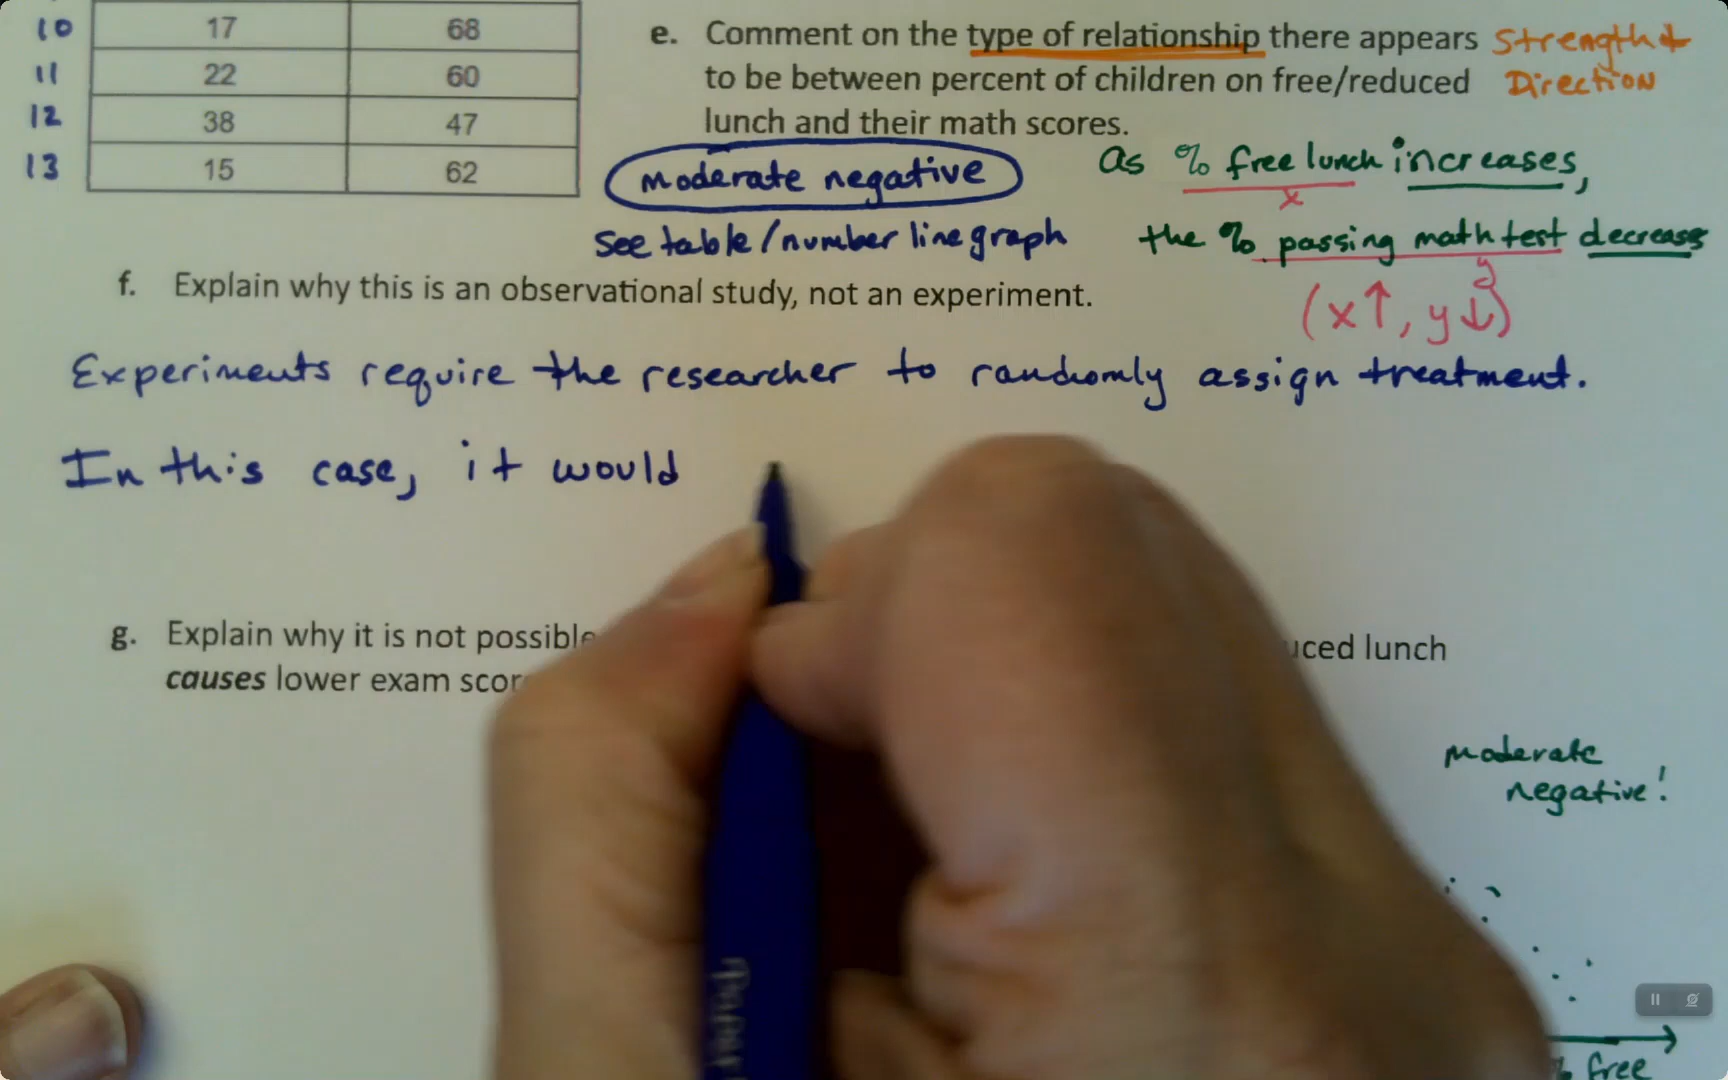 10 17 68
11 22 60
12 38 47
13 15 62
e. Comment on the type of relationship there appears
to be between percent of children on free/reduced
lunch and their math scores.
Strength +
Direction
moderate negative
see table/number line graph
As % free lunch increases,
x
the % passing math test decreases
y
(x↑, y↓)
f. Explain why this is an observational study, not an experiment.
Experiments require the researcher to randomly assign treatment.
In this case, it would
g. Explain why it is not possible
lunch
causes lower exam
moderate
negative!
% free
Paper